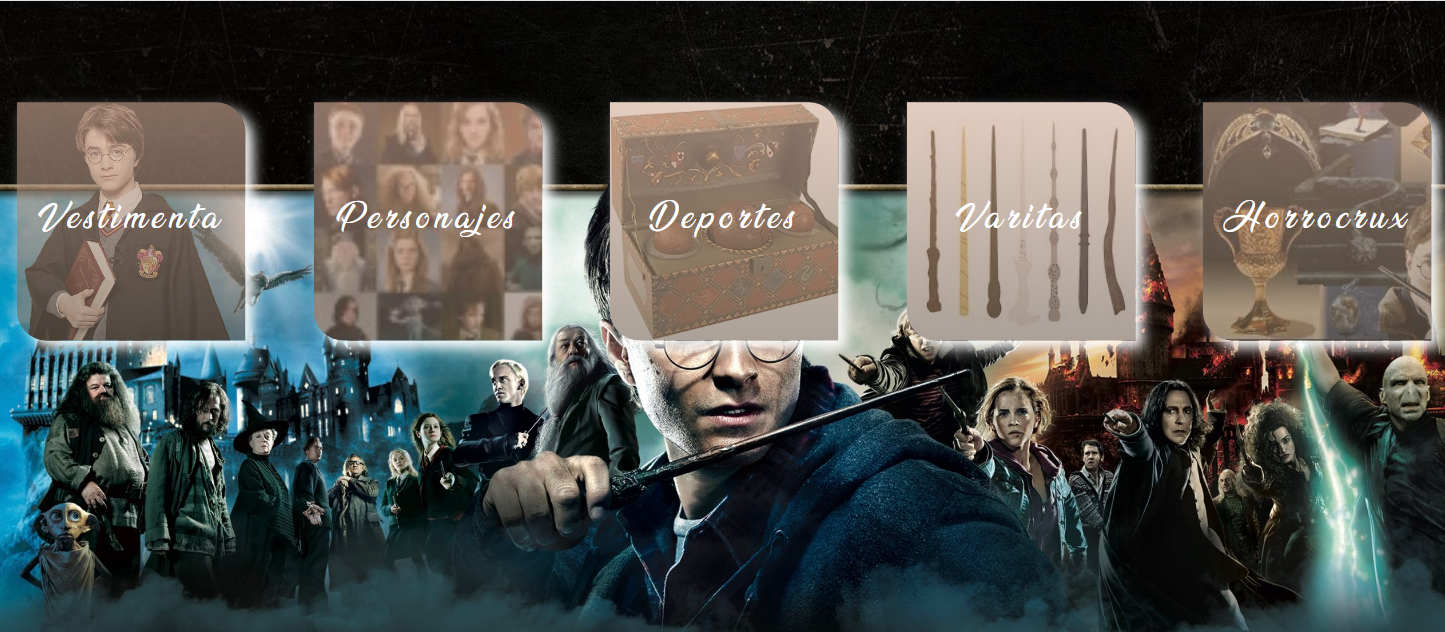 Vestimenta
Personajes
Deportes
Varitas
Horrocrux